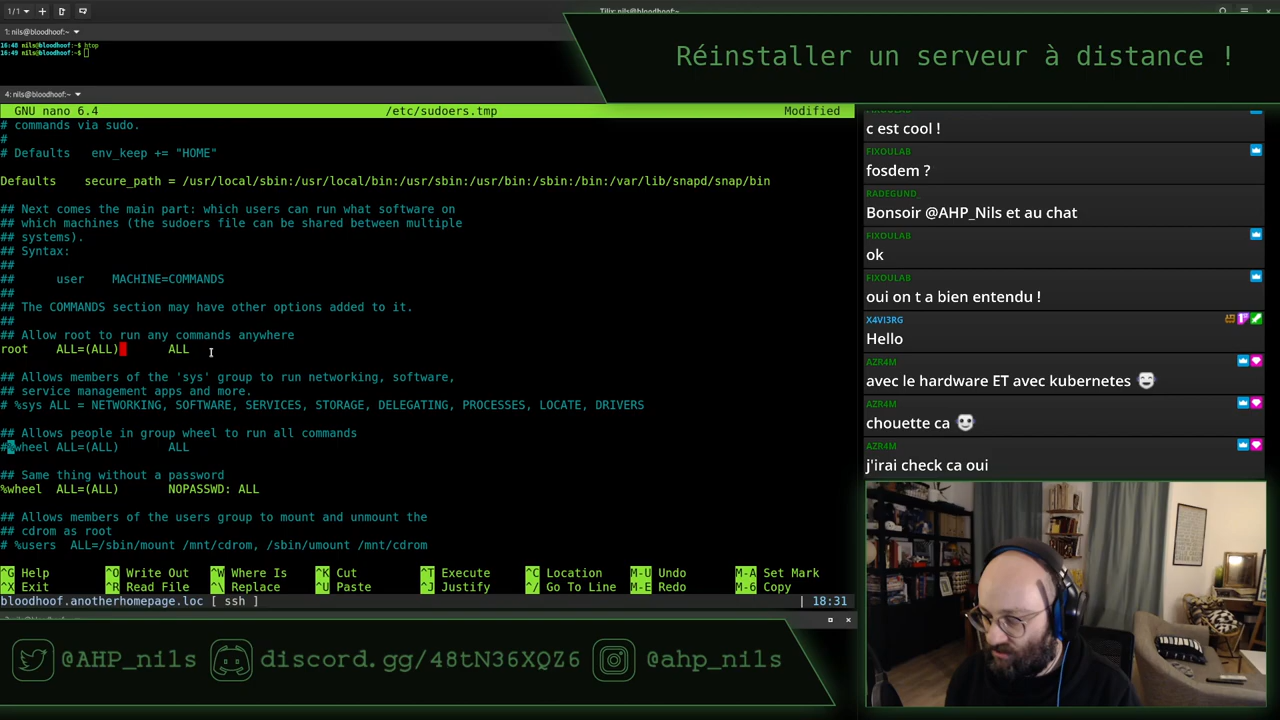 1/1
Tilix: nils@bloodhoof:~
1: nils@bloodhoof:~
16:48 nils@bloodhoof:~$ htop
16:49 nils@bloodhoof:~$
Réinstaller un serveur à distance !
4: nils@bloodhoof:~
GNU nano 6.4 /etc/sudoers.tmp Modified
# commands via sudo.
#
# Defaults env_keep += "HOME"
Defaults secure_path = /usr/local/sbin:/usr/local/bin:/usr/sbin:/usr/bin:/sbin:/bin:/var/lib/snapd/snap/bin
## Next comes the main part: which users can run what software on
## which machines (the sudoers file can be shared between multiple
## systems).
## Syntax:
##
## user MACHINE=COMMANDS
##
## The COMMANDS section may have other options added to it.
##
## Allow root to run any commands anywhere
root ALL=(ALL) ALL
## Allows members of the 'sys' group to run networking, software,
## service management apps and more.
# %sys ALL = NETWORKING, SOFTWARE, SERVICES, STORAGE, DELEGATING, PROCESSES, LOCATE, DRIVERS
## Allows people in group wheel to run all commands
#%wheel ALL=(ALL) ALL
## Same thing without a password
%wheel ALL=(ALL) NOPASSWD: ALL
## Allows members of the users group to mount and unmount the
## cdrom as root
# %users ALL=/sbin/mount /mnt/cdrom, /sbin/umount /mnt/cdrom
^G Help ^O Write Out ^W Where Is ^K Cut ^T Execute ^C Location M-U Undo M-A Set Mark
^X Exit ^R Read File ^\ Replace ^U Paste ^J Justify ^/ Go To Line M-E Redo M-6 Copy
bloodhoof.anotherhomepage.loc [ ssh ] | 18:31
c est cool !
FIXOULAB
fosdem ?
RADEGUND_
Bonsoir @AHP_Nils et au chat
FIXOULAB
ok
FIXOULAB
oui on t a bien entendu !
X4VI3RG
Hello
AZR4M
avec le hardware ET avec kubernetes
AZR4M
chouette ca
AZR4M
j'irai check ca oui
@AHP_nils
discord.gg/48tN36XQZ6
@ahp_nils